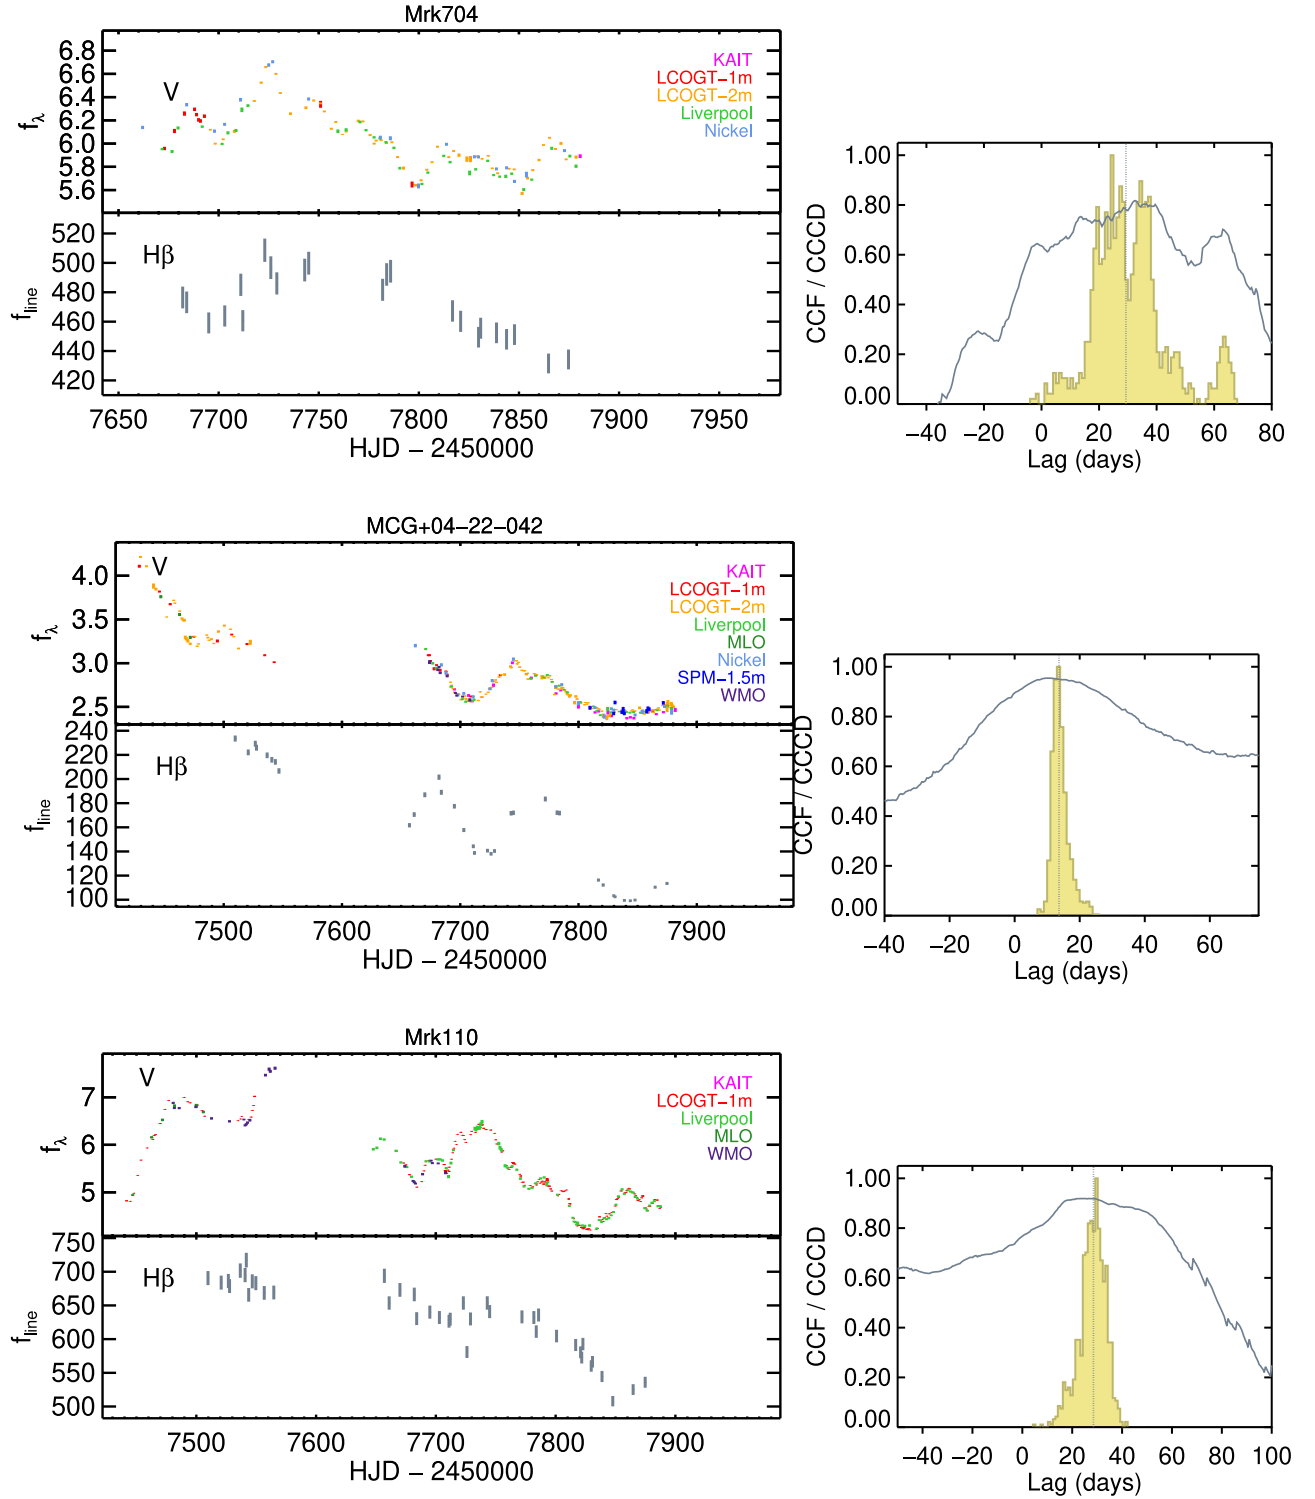 Mrk704
6.8
6.6
6.4
6.2
6.0
5.8
5.6
fλ
V
KAIT
LCOGT−1m
LCOGT−2m
Liverpool
Nickel
520
500
480
460
440
420
fline
Hβ
7650 7700 7750 7800 7850 7900 7950
HJD − 2450000
1.00
0.80
0.60
0.40
0.20
0.00
CCF / CCCD
−40 −20 0 20 40 60 80
Lag (days)
MCG+04−22−042
4.0
3.5
3.0
2.5
fλ
V
KAIT
LCOGT−1m
LCOGT−2m
Liverpool
MLO
Nickel
SPM−1.5m
WMO
240
220
200
180
160
140
120
100
fline
Hβ
7500 7600 7700 7800 7900
HJD − 2450000
1.00
0.80
0.60
0.40
0.20
0.00
CCF / CCCD
−40 −20 0 20 40 60
Lag (days)
Mrk110
7
6
5
fλ
V
KAIT
LCOGT−1m
Liverpool
MLO
WMO
750
700
650
600
550
500
fline
Hβ
7500 7600 7700 7800 7900
HJD − 2450000
1.00
0.80
0.60
0.40
0.20
0.00
CCF / CCCD
−40 −20 0 20 40 60 80 100
Lag (days)